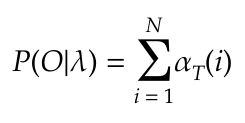 P(O|λ) = ∑_{i = 1}^{N} α_T(i)